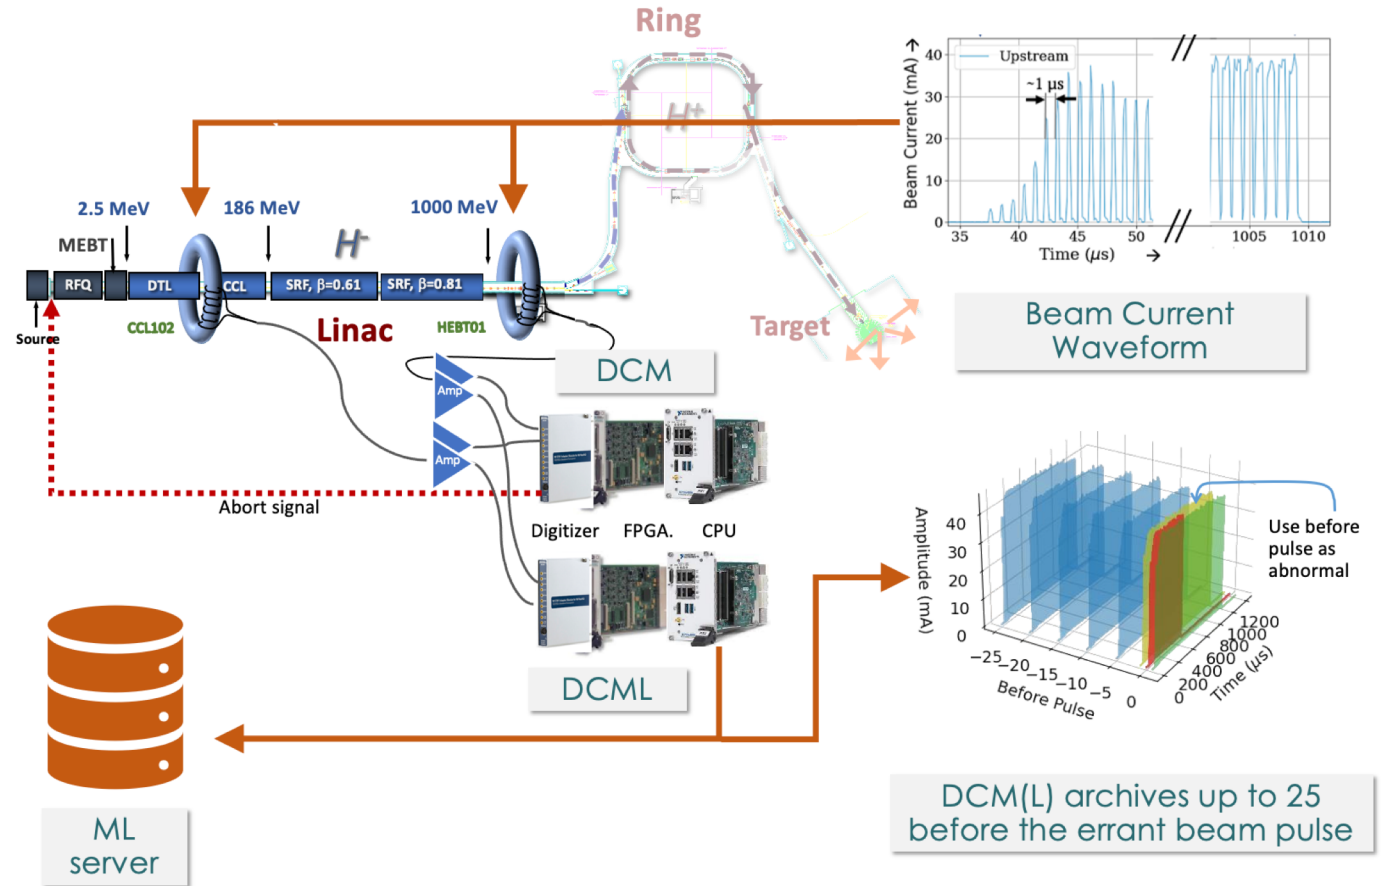 Ring
H⁺
2.5 MeV
186 MeV
1000 MeV
MEBT
H⁻
RFQ
DTL
CCL
SRF, β=0.61
SRF, β=0.81
CCL102
Linac
HEBT01
Source
Target
DCM
Amp
Amp
Abort signal
Digitizer
FPGA.
CPU
DCML
ML
server
Beam Current (mA) →
40
30
20
10
0
Upstream
~1 μs
35
40
45
50
1005
1010
Time (μs) →
Beam Current
Waveform
Amplitude (mA)
40
30
20
10
0
−25
−20
−15
−10
−5
0
Before Pulse
0
200
400
600
800
1000
1200
Time (μs)
Use before
pulse as
abnormal
DCM(L) archives up to 25
before the errant beam pulse